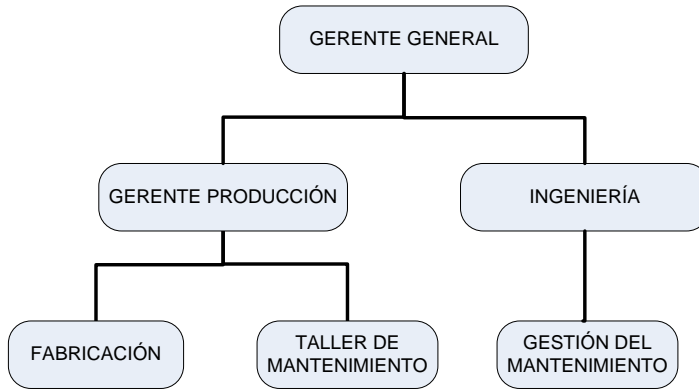 GERENTE GENERAL
GERENTE PRODUCCIÓN
INGENIERÍA
FABRICACIÓN
TALLER DE
MANTENIMIENTO
GESTIÓN DEL
MANTENIMIENTO